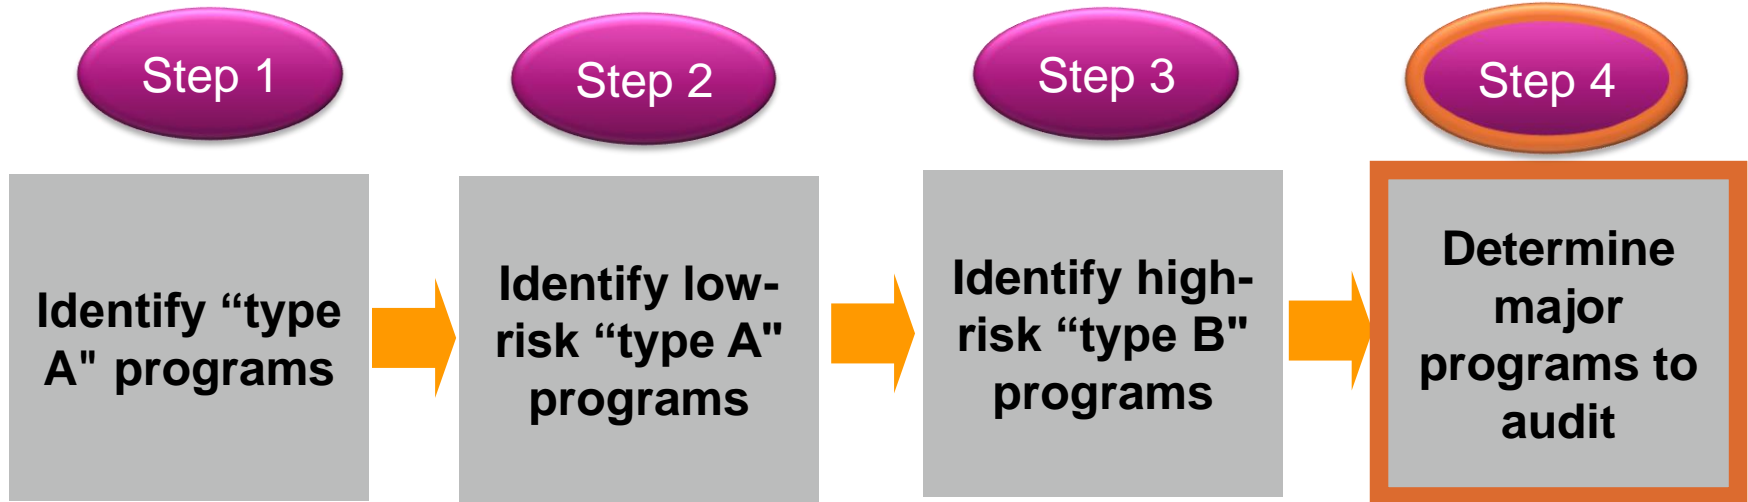 Step 1
Step 2
Step 3
Step 4
Identify “type
A" programs
Identify low-
risk “type A"
programs
Identify high-
risk “type B"
programs
Determine
major
programs to
audit